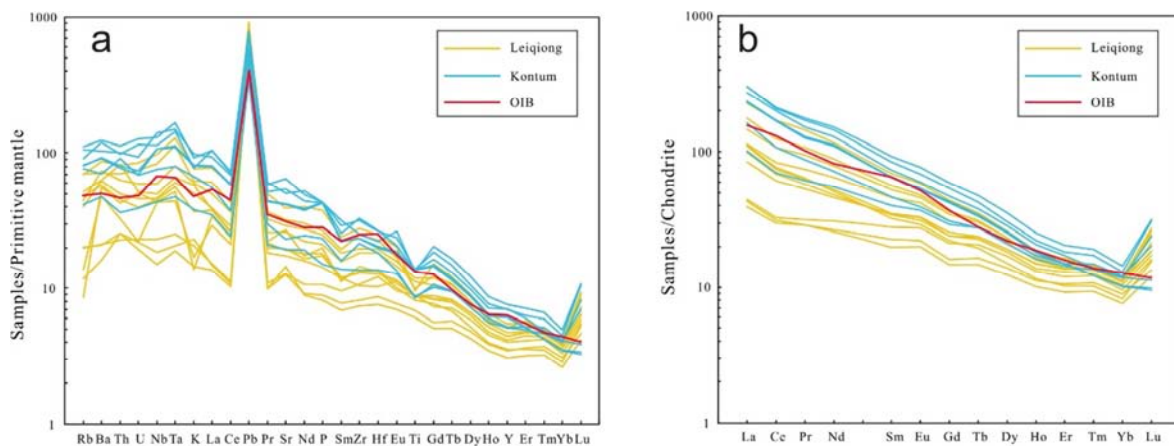 a
Leiqiong
Kontum
OIB
1000
100
10
1
Samples/Primitive mantle
Rb Ba Th U Nb Ta K La Ce Pb Pr Sr Nd P Sm Zr Hf Eu Ti Gd Tb Dy Ho Y Er Tm Yb Lu
b
Leiqiong
Kontum
OIB
1000
100
10
1
Samples/Chondrite
La Ce Pr Nd Sm Eu Gd Tb Dy Ho Er Tm Yb Lu